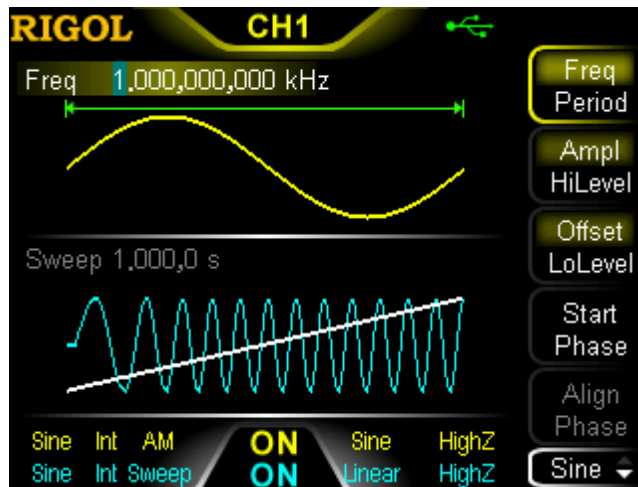 RIGOL
CH1
Freq 1.000,000,000 kHz
Sweep 1.000,0 s
Freq
Period
Ampl
HiLevel
Offset
LoLevel
Start
Phase
Align
Phase
Sine
Sine Int AM ON Sine HighZ
Sine Int Sweep ON Linear HighZ